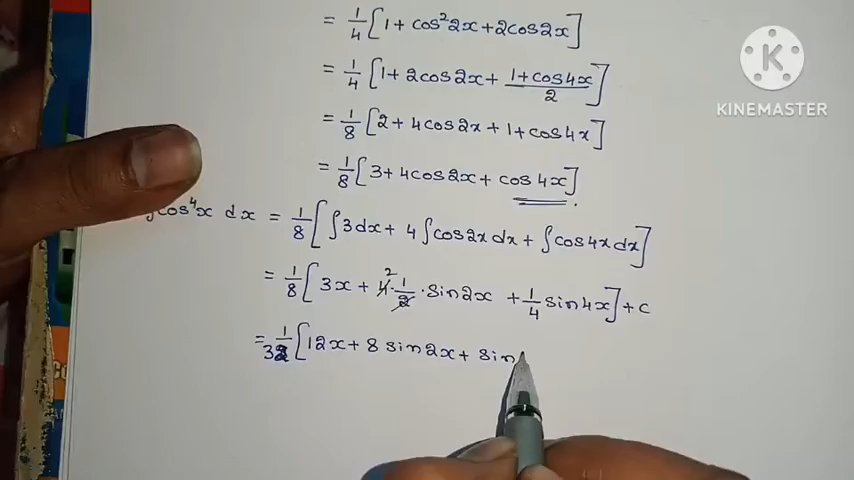 = 1/4 [1 + cos²2x + 2cos2x]
= 1/4 [1 + 2cos2x + (1 + cos4x)/2]
= 1/8 [2 + 4cos2x + 1 + cos4x]
= 1/8 [3 + 4cos2x + cos4x].
∫cos⁴x dx = 1/8 [∫3dx + 4∫cos2x dx + ∫cos4x dx]
= 1/8 [3x + 4² · 1/2 · sin2x + 1/4 sin4x] + c
= 1/32 [12x + 8 sin2x + sin
KINEMASTER